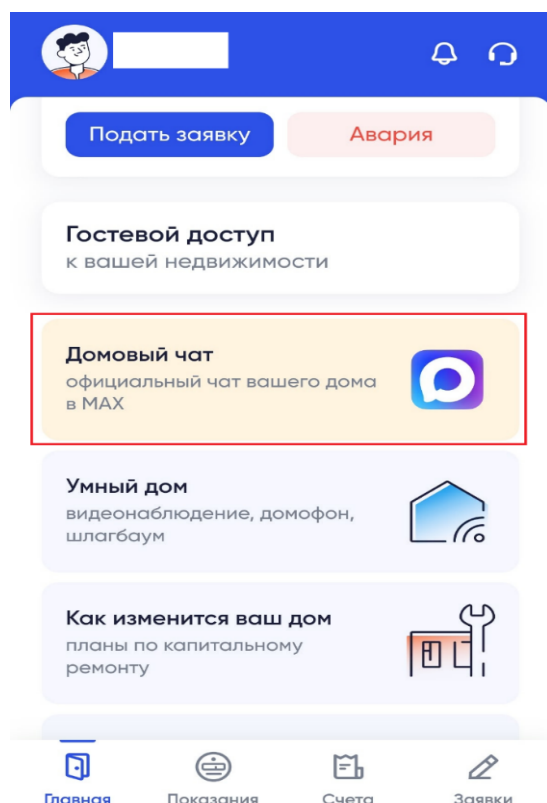 Подать заявку
Авария
Гостевой доступ
к вашей недвижимости
Домовый чат
официальный чат вашего дома
в MAX
Умный дом
видеонаблюдение, домофон,
шлагбаум
Как изменится ваш дом
планы по капитальному
ремонту
Главная
Показания
Счета
Заявки